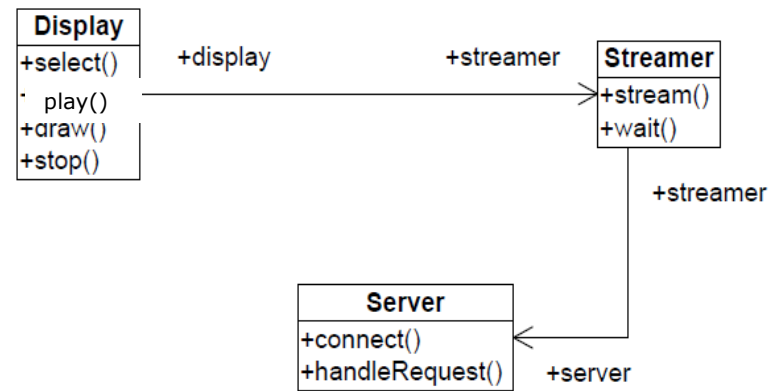 Display
+select()
play()
+draw()
+stop()
+display
+streamer
Streamer
+stream()
+wait()
+streamer
Server
+connect()
+handleRequest()
+server